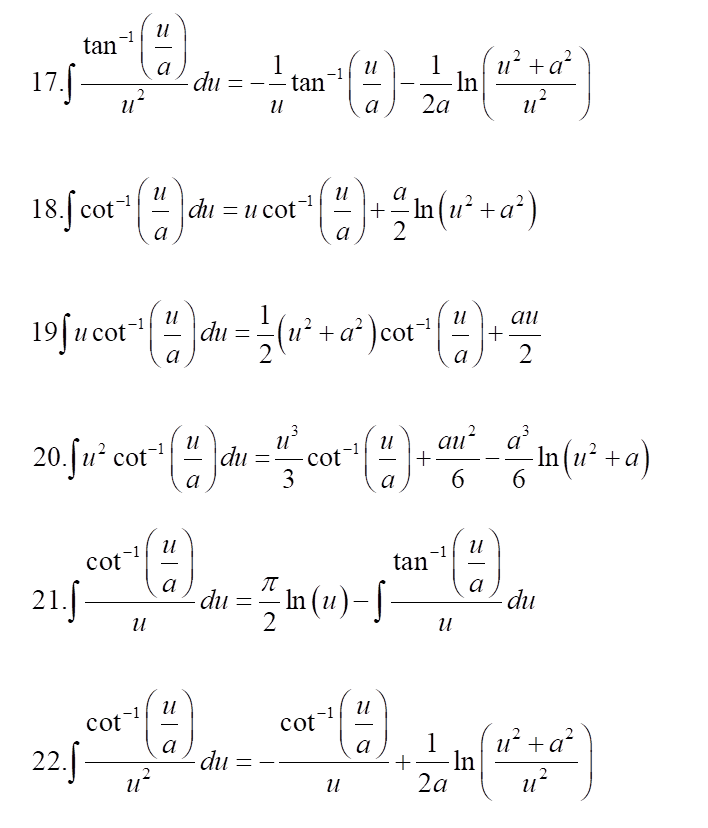 17.∫ tan⁻¹(u/a)/u² du = −1/u tan⁻¹(u/a) − 1/2a ln((u² + a²)/u²)
18.∫ cot⁻¹(u/a) du = u cot⁻¹(u/a) + a/2 ln(u² + a²)
19∫ u cot⁻¹(u/a) du = 1/2 (u² + a²) cot⁻¹(u/a) + au/2
20.∫ u² cot⁻¹(u/a) du = u³/3 cot⁻¹(u/a) + au²/6 − a³/6 ln(u² + a)
21.∫ cot⁻¹(u/a)/u du = π/2 ln(u) − ∫ tan⁻¹(u/a)/u du
22.∫ cot⁻¹(u/a)/u² du = − cot⁻¹(u/a)/u + 1/2a ln((u² + a²)/u²)